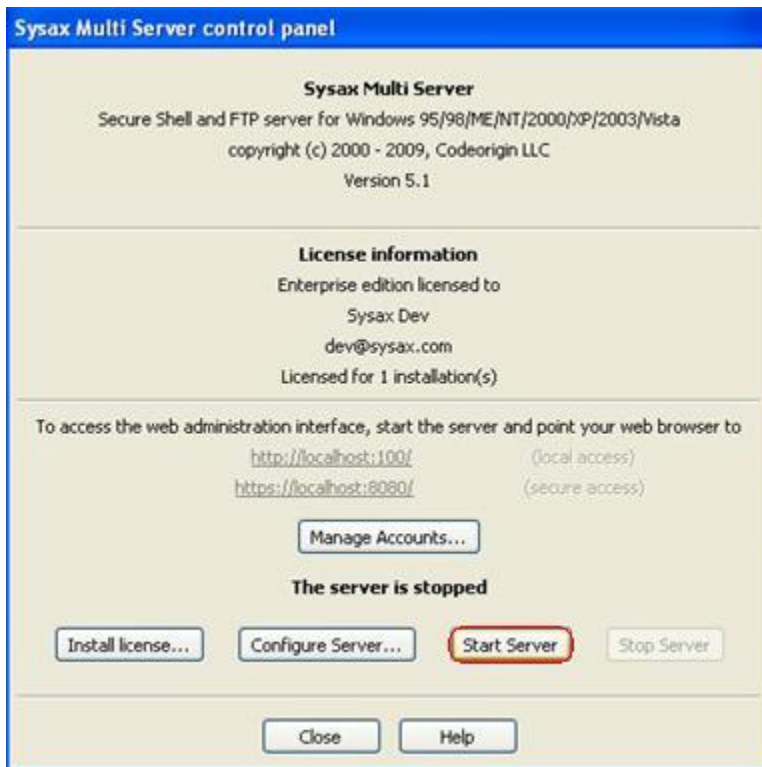 Sysax Multi Server control panel
Sysax Multi Server
Secure Shell and FTP server for Windows 95/98/ME/NT/2000/XP/2003/Vista
copyright (c) 2000 - 2009, Codeorigin LLC
Version 5.1
License information
Enterprise edition licensed to
Sysax Dev
dev@sysax.com
Licensed for 1 installation(s)
To access the web administration interface, start the server and point your web browser to
http://localhost:100/ (local access)
https://localhost:8080/ (secure access)
Manage Accounts...
The server is stopped
Install license... Configure Server... Start Server Stop Server
Close Help